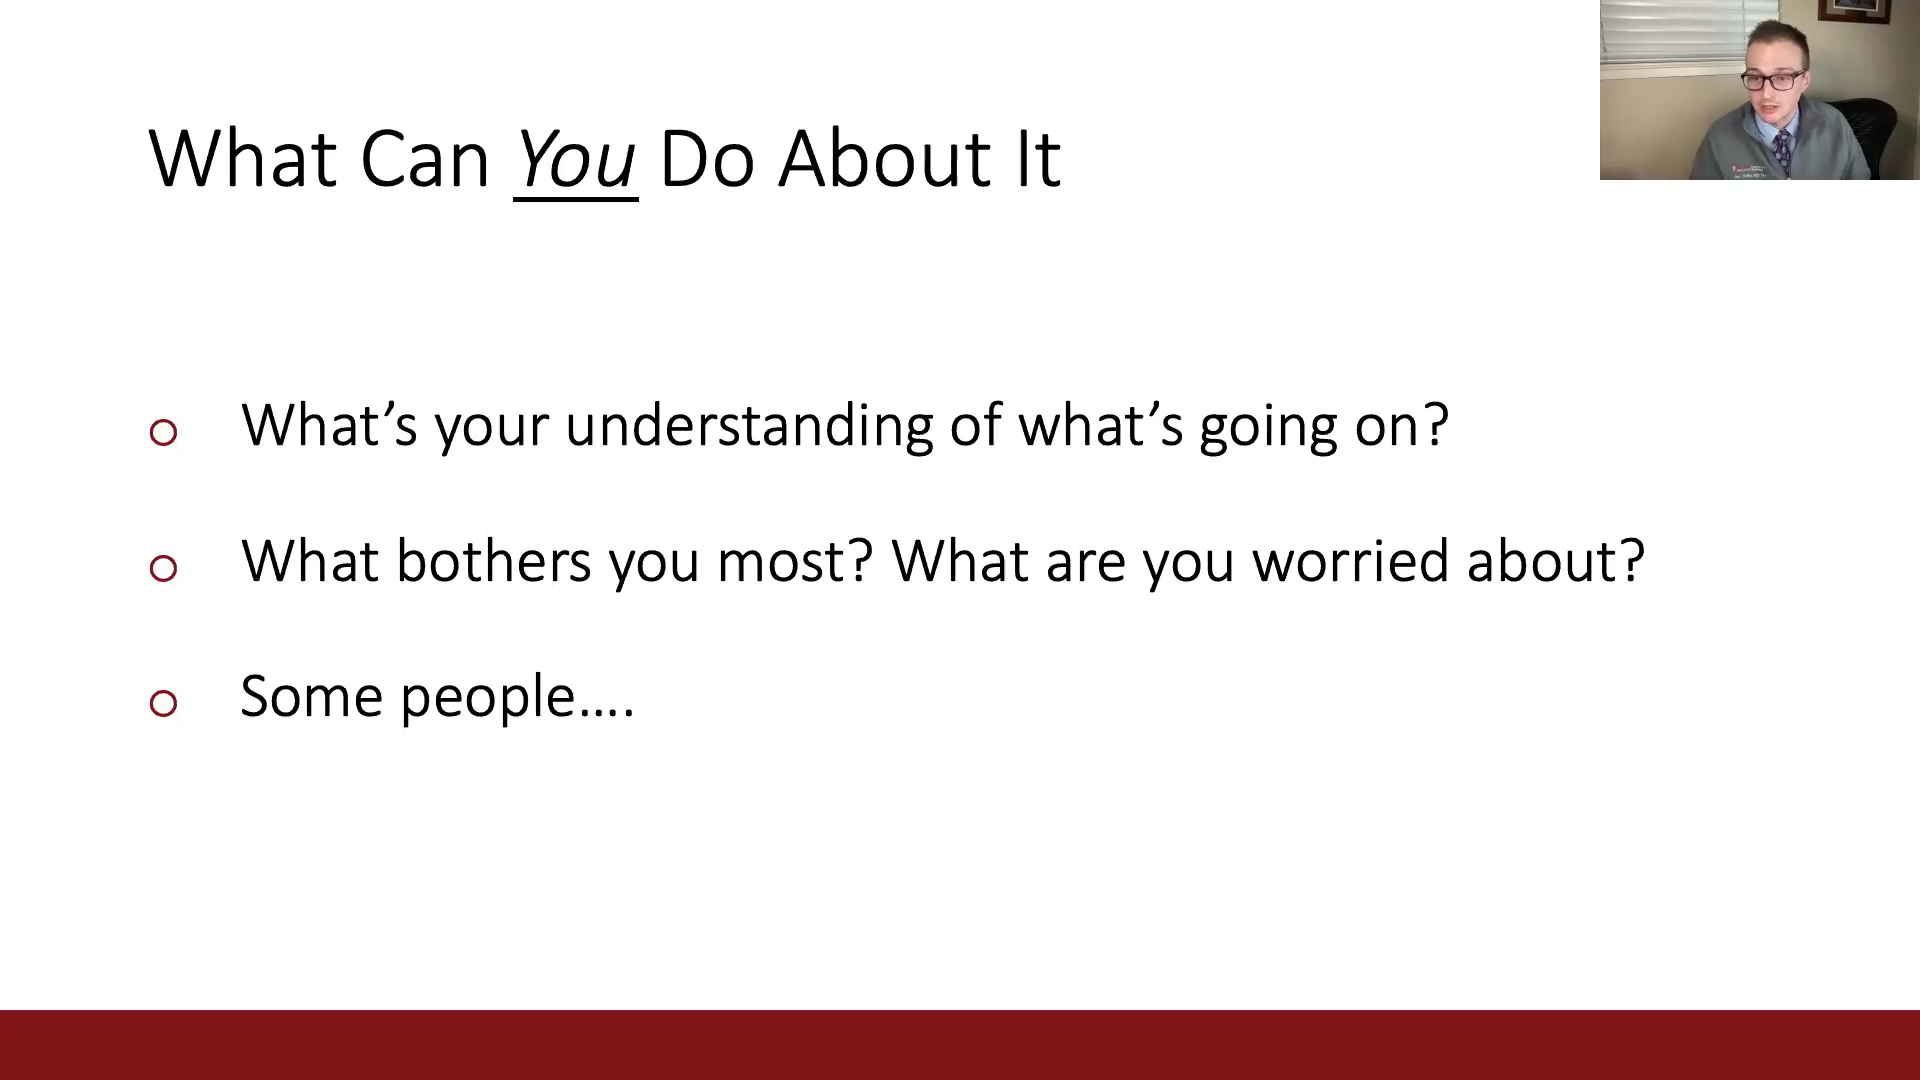 What Can You Do About It
What’s your understanding of what’s going on?
What bothers you most? What are you worried about?
Some people….